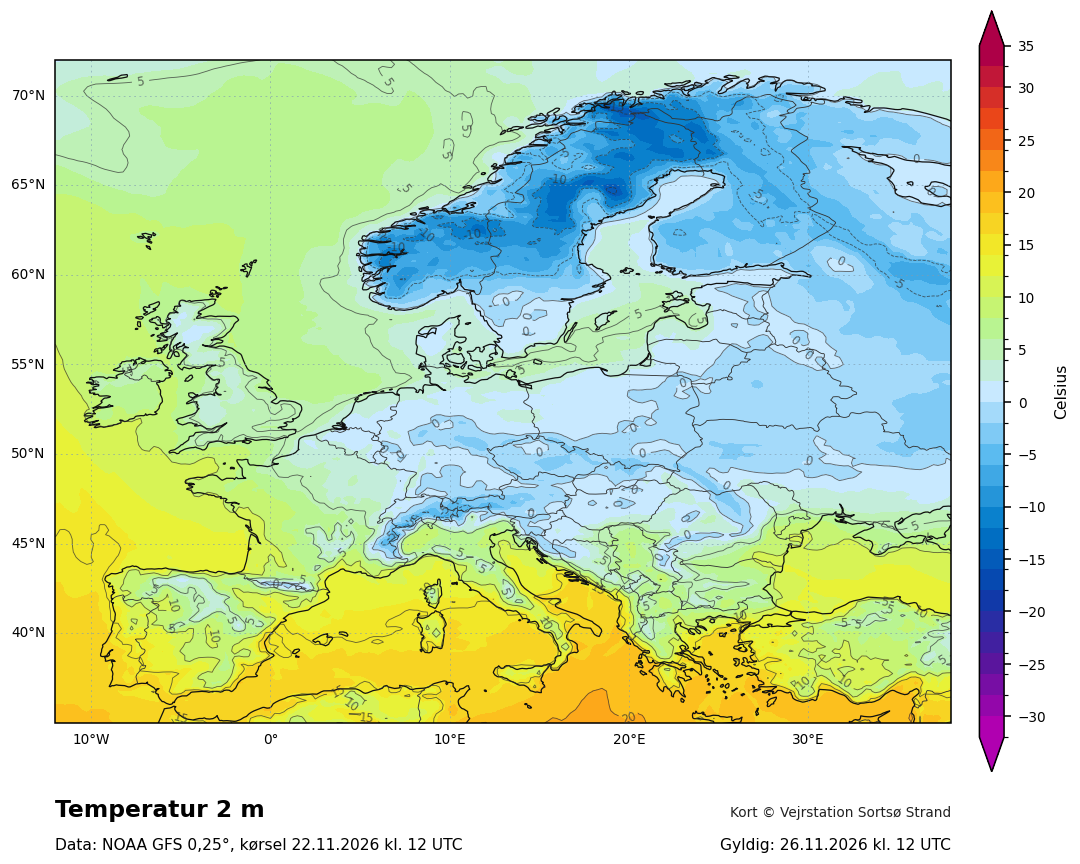 70°N
65°N
60°N
55°N
50°N
45°N
40°N
10°W
0°
10°E
20°E
30°E
35
30
25
20
15
10
5
0
−5
−10
−15
−20
−25
−30
Celsius
Temperatur 2 m
Kort © Vejrstation Sortsø Strand
Data: NOAA GFS 0,25°, kørsel 22.11.2026 kl. 12 UTC
Gyldig: 26.11.2026 kl. 12 UTC